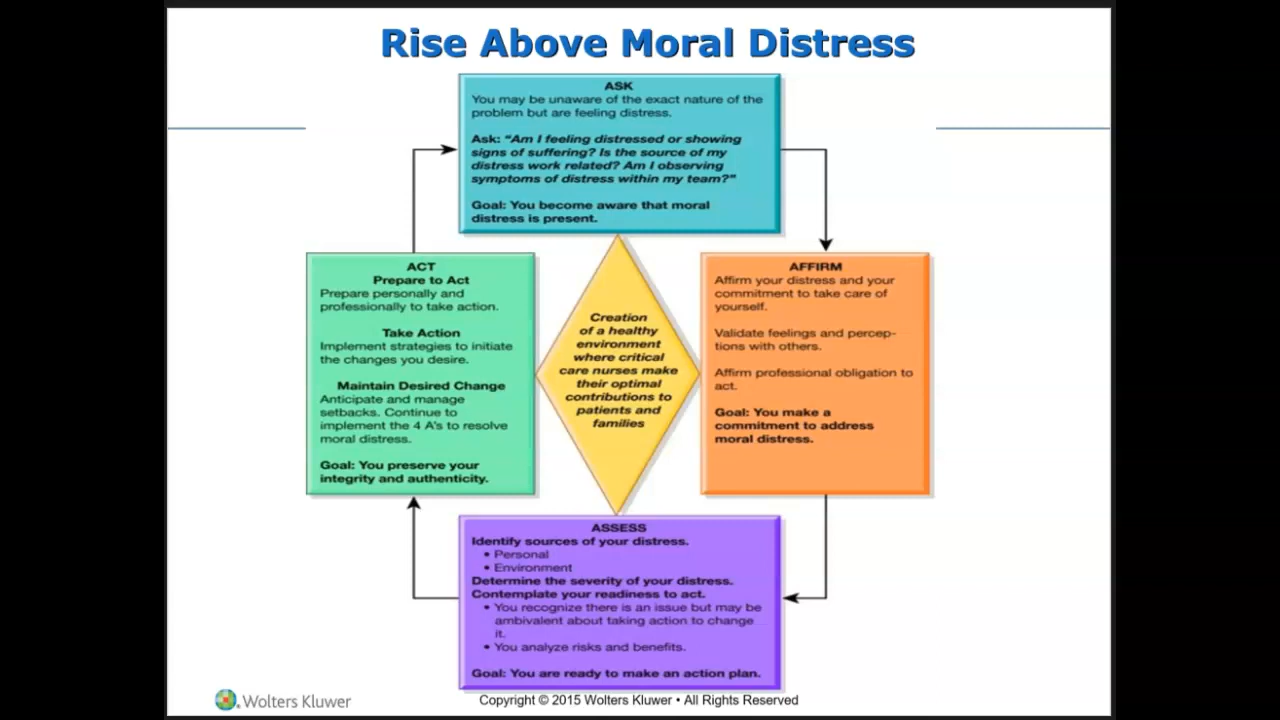 Rise Above Moral Distress
ASK
You may be unaware of the exact nature of the
problem but are feeling distress.
Ask: “Am I feeling distressed or showing
signs of suffering? Is the source of my
distress work related? Am I observing
symptoms of distress within my team?”
Goal: You become aware that moral
distress is present.
AFFIRM
Affirm your distress and your
commitment to take care of
yourself.
Validate feelings and percep-
tions with others.
Affirm professional obligation to
act.
Goal: You make a
commitment to address
moral distress.
ASSESS
Identify sources of your distress.
• Personal
• Environment
Determine the severity of your distress.
Contemplate your readiness to act.
• You recognize there is an issue but may be
ambivalent about taking action to change
it.
• You analyze risks and benefits.
Goal: You are ready to make an action plan.
ACT
Prepare to Act
Prepare personally and
professionally to take action.
Take Action
Implement strategies to initiate
the changes you desire.
Maintain Desired Change
Anticipate and manage
setbacks. Continue to
implement the 4 A's to resolve
moral distress.
Goal: You preserve your
integrity and authenticity.
Creation
of a healthy
environment
where critical
care nurses make
their optimal
contributions to
patients and
families
Wolters Kluwer
Copyright © 2015 Wolters Kluwer • All Rights Reserved